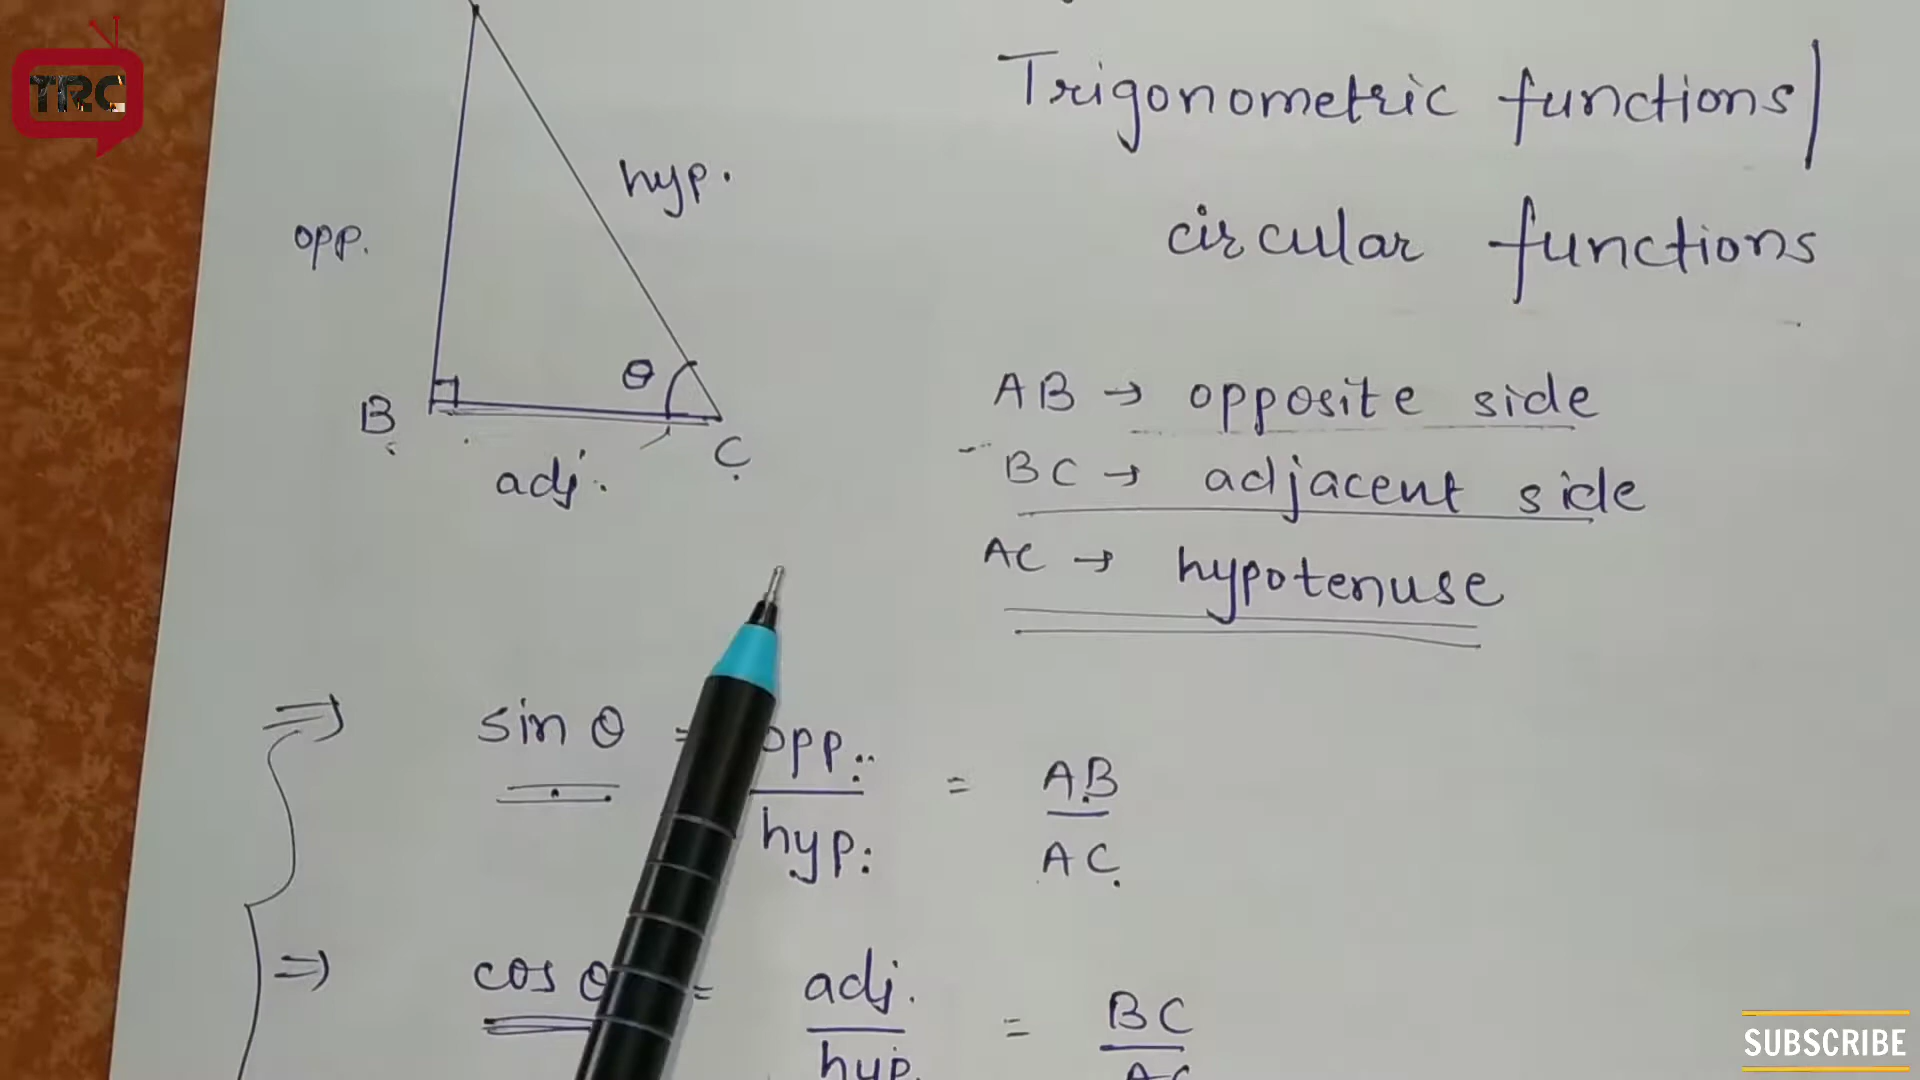 TRC
Trigonometric functions|
circular functions
hyp.
opp.
θ
B
C
adj.
AB → opposite side
BC → adjacent side
AC → hypotenuse
⇒ sin θ = opp. / hyp. = AB / AC
⇒ cos θ = adj. / hyp. = BC / AC
SUBSCRIBE